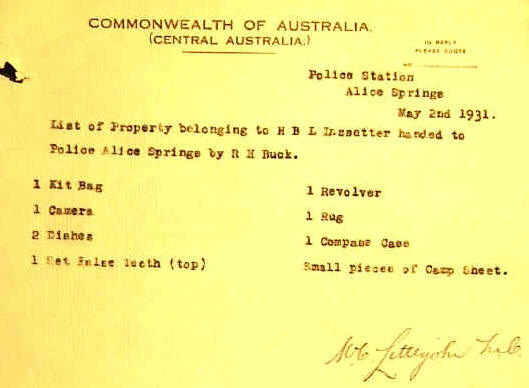 COMMONWEALTH OF AUSTRALIA.
(CENTRAL AUSTRALIA.)
IN REPLY
PLEASE QUOTE
No
Police Station
Alice Springs
May 2nd 1931.
List of Property belonging to H B L Lasseter handed to
Police Alice Springs by R H Buck.
1 Kit Bag
1 Camera
2 Dishes
1 Set False Teeth (top)
1 Revolver
1 Rug
1 Compass Case
Small pieces of Camp Sheet.
Littlejohn M.C.